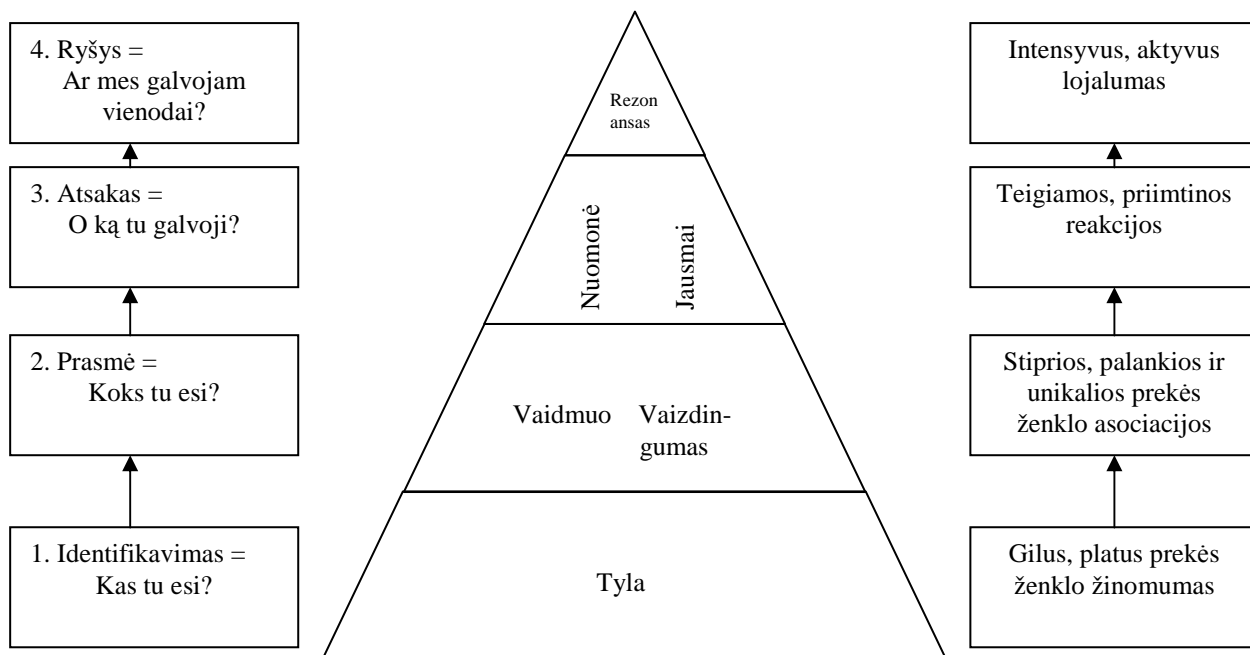 4. Ryšys =
Ar mes galvojam
vienodai?
3. Atsakas =
O ką tu galvoji?
2. Prasmė =
Koks tu esi?
1. Identifikavimas =
Kas tu esi?
Rezon
ansas
Nuomonė
Jausmai
Vaidmuo
Vaizdin-
gumas
Tyla
Intensyvus, aktyvus
lojalumas
Teigiamos, priimtinos
reakcijos
Stiprios, palankios ir
unikalios prekės
ženklo asociacijos
Gilus, platus prekės
ženklo žinomumas